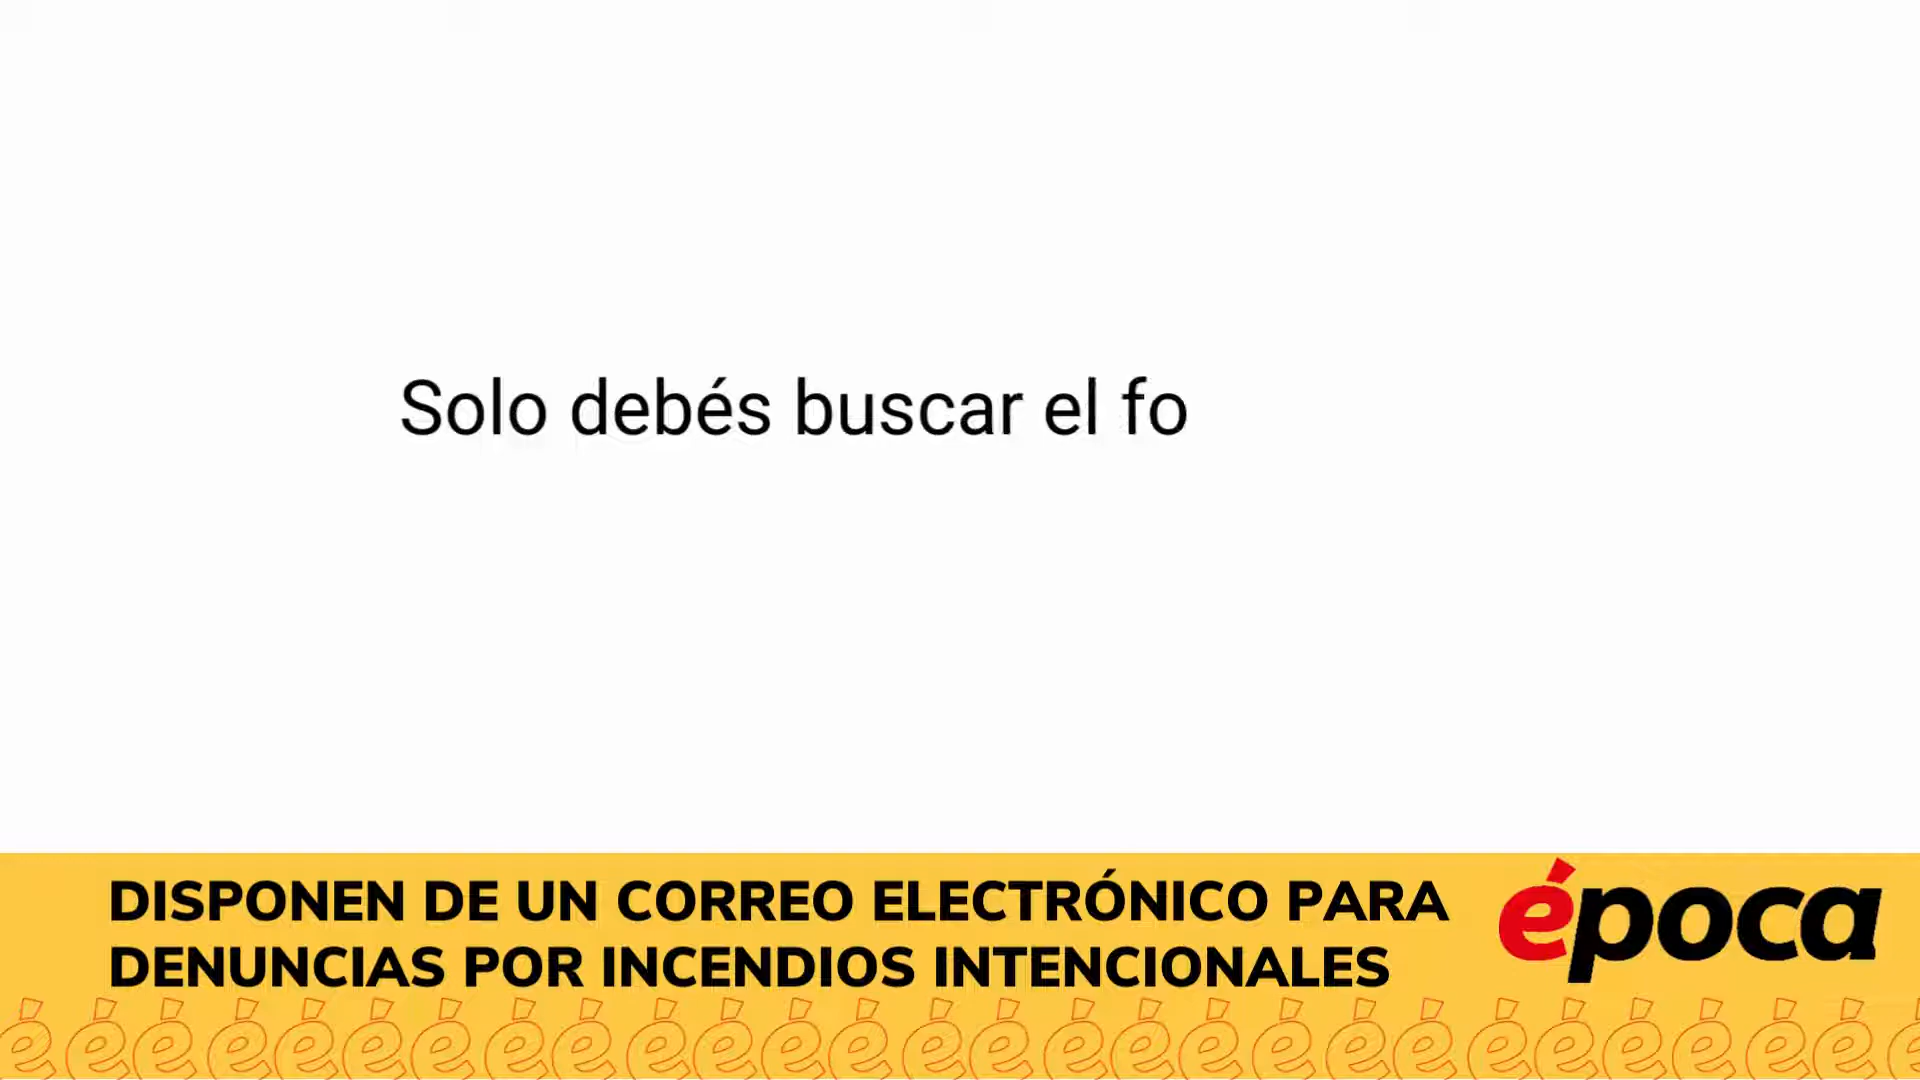 Solo debés buscar el fo
DISPONEN DE UN CORREO ELECTRÓNICO PARA
DENUNCIAS POR INCENDIOS INTENCIONALES
época